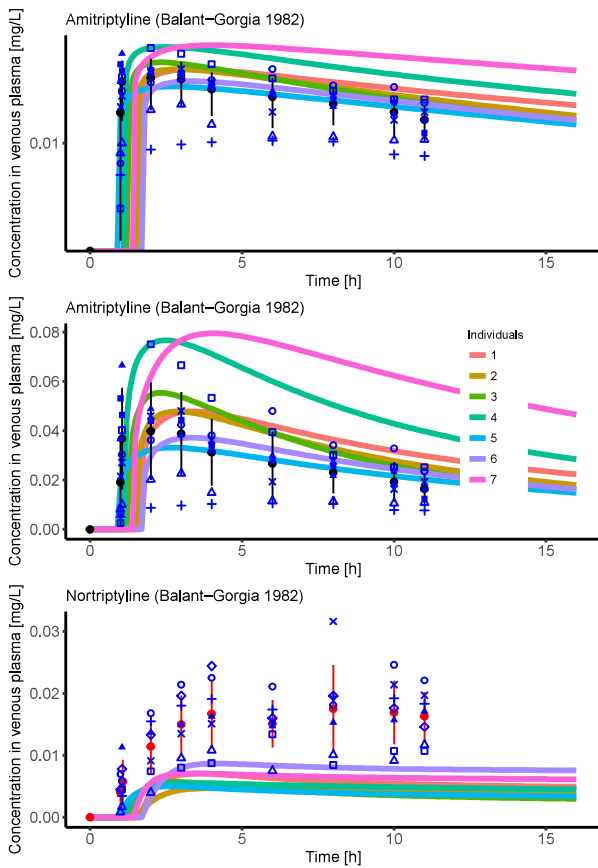 Amitriptyline (Balant−Gorgia 1982)
Concentration in venous plasma [mg/L]
0.01
0
5
10
15
Time [h]
Amitriptyline (Balant−Gorgia 1982)
Concentration in venous plasma [mg/L]
0.08
0.06
0.04
0.02
0.00
Individuals
1
2
3
4
5
6
7
0
5
10
15
Time [h]
Nortriptyline (Balant−Gorgia 1982)
Concentration in venous plasma [mg/L]
0.03
0.02
0.01
0.00
0
5
10
15
Time [h]